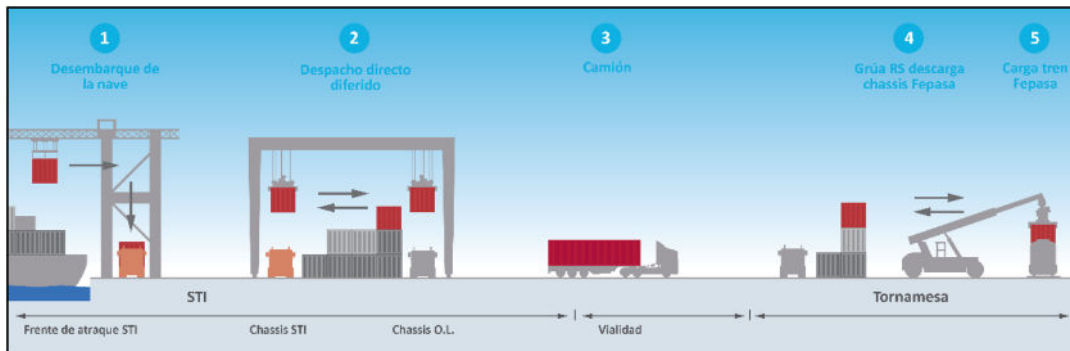 1
Desembarque de
la nave
2
Despacho directo
diferido
3
Camión
4
Grúa RS descarga
chassis Fepasa
5
Carga tren
Fepasa
STI
Tornamesa
Frente de atraque STI
Chassis STI
Chassis O.L.
Vialidad